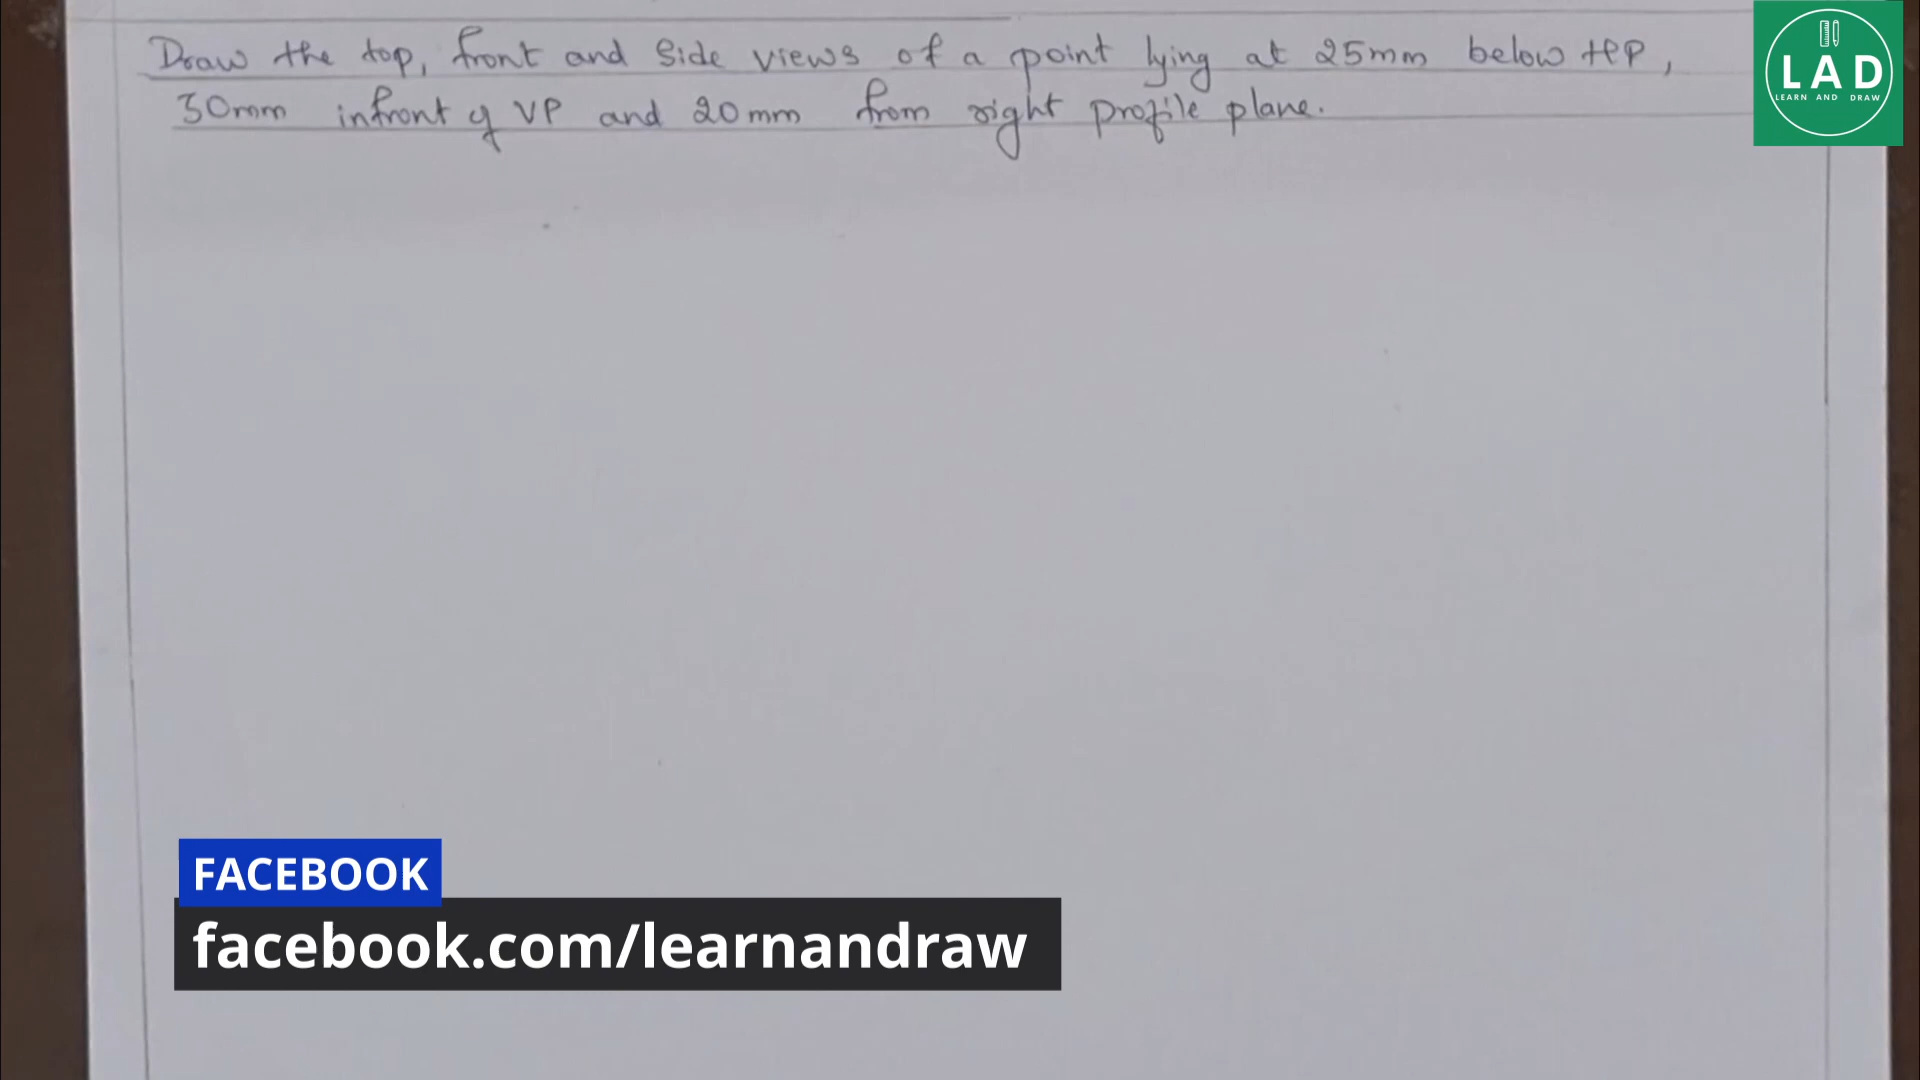 Draw the top, front and Side views of a point lying at 25mm below HP,
30mm infront of VP and 20mm from right profile plane.
LAD
LEARN AND DRAW
FACEBOOK
facebook.com/learnandraw